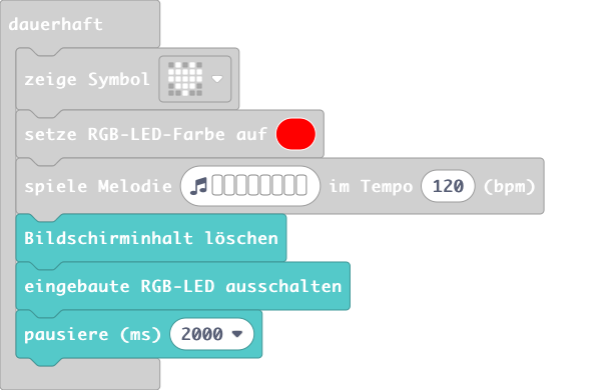 dauerhaft
zeige Symbol
setze RGB-LED-Farbe auf
spiele Melodie im Tempo 120 (bpm)
Bildschirminhalt löschen
eingebaute RGB-LED ausschalten
pausiere (ms) 2000